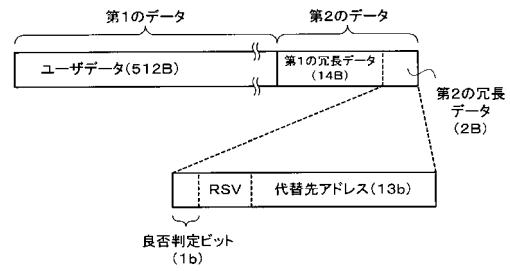 第1のデータ
第2のデータ
ユーザデータ(512B)
第1の冗長データ
(14B)
第2の冗長
データ
(2B)
RSV
代替先アドレス(13b)
良否判定ビット
(1b)